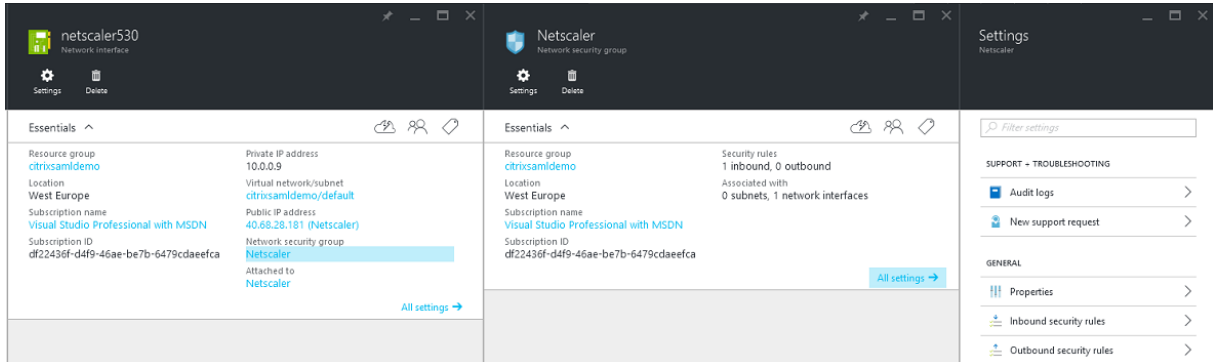 netscaler530
Network interface
Settings
Delete
Essentials
Resource group
citrixsamldemo
Location
West Europe
Subscription name
Visual Studio Professional with MSDN
Subscription ID
df22436f-d4f9-46ae-be7b-6479cdaeefca
Private IP address
10.0.0.9
Virtual network/subnet
citrixsamldemo/default
Public IP address
40.68.28.181 (Netscaler)
Network security group
Netscaler
Attached to
Netscaler
All settings →
Netscaler
Network security group
Settings
Delete
Essentials
Resource group
citrixsamldemo
Location
West Europe
Subscription name
Visual Studio Professional with MSDN
Subscription ID
df22436f-d4f9-46ae-be7b-6479cdaeefca
Security rules
1 inbound, 0 outbound
Associated with
0 subnets, 1 network interfaces
All settings →
Settings
Netscaler
Filter settings
SUPPORT + TROUBLESHOOTING
Audit logs
New support request
GENERAL
Properties
Inbound security rules
Outbound security rules